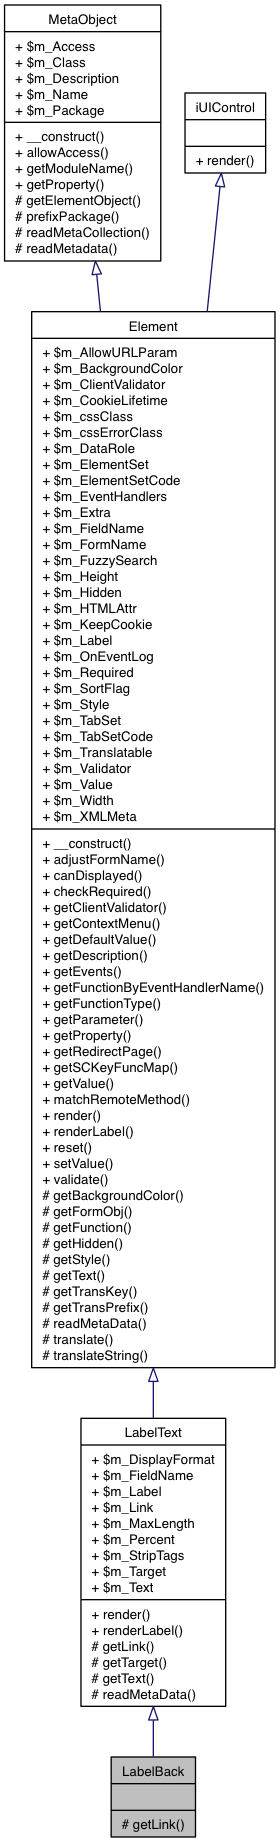 MetaObject
+ $m_Access
+ $m_Class
+ $m_Description
+ $m_Name
+ $m_Package
+ __construct()
+ allowAccess()
+ getModuleName()
+ getProperty()
# getElementObject()
# prefixPackage()
# readMetaCollection()
# readMetadata()
iUIControl
+ render()
Element
+ $m_AllowURLParam
+ $m_BackgroundColor
+ $m_ClientValidator
+ $m_CookieLifetime
+ $m_cssClass
+ $m_cssErrorClass
+ $m_DataRole
+ $m_ElementSet
+ $m_ElementSetCode
+ $m_EventHandlers
+ $m_Extra
+ $m_FieldName
+ $m_FormName
+ $m_FuzzySearch
+ $m_Height
+ $m_Hidden
+ $m_HTMLAttr
+ $m_KeepCookie
+ $m_Label
+ $m_OnEventLog
+ $m_Required
+ $m_SortFlag
+ $m_Style
+ $m_TabSet
+ $m_TabSetCode
+ $m_Translatable
+ $m_Validator
+ $m_Value
+ $m_Width
+ $m_XMLMeta
+ __construct()
+ adjustFormName()
+ canDisplayed()
+ checkRequired()
+ getClientValidator()
+ getContextMenu()
+ getDefaultValue()
+ getDescription()
+ getEvents()
+ getFunctionByEventHandlerName()
+ getFunctionType()
+ getParameter()
+ getProperty()
+ getRedirectPage()
+ getSCKeyFuncMap()
+ getValue()
+ matchRemoteMethod()
+ render()
+ renderLabel()
+ reset()
+ setValue()
+ validate()
# getBackgroundColor()
# getFormObj()
# getFunction()
# getHidden()
# getStyle()
# getText()
# getTransKey()
# getTransPrefix()
# readMetaData()
# translate()
# translateString()
LabelText
+ $m_DisplayFormat
+ $m_FieldName
+ $m_Label
+ $m_Link
+ $m_MaxLength
+ $m_Percent
+ $m_StripTags
+ $m_Target
+ $m_Text
+ render()
+ renderLabel()
# getLink()
# getTarget()
# getText()
# readMetaData()
LabelBack
# getLink()